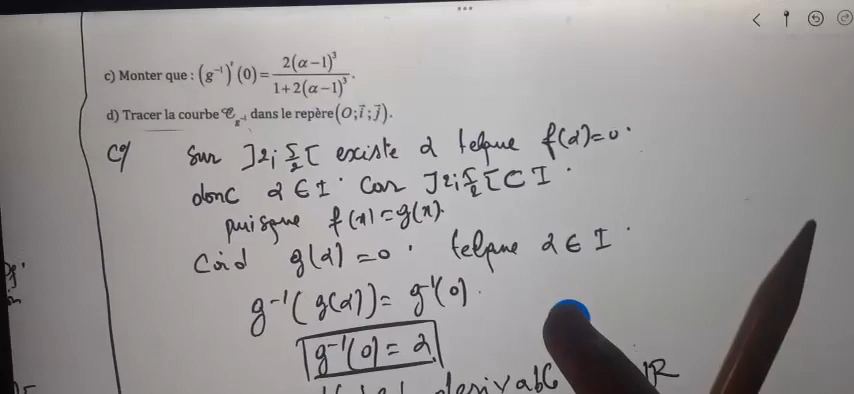 c) Monter que : (g⁻¹)'(0) = 2(α−1)³ / 1+2(α−1)³.
d) Tracer la courbe 𝒞g⁻¹ dans le repère (O; i⃗; j⃗).
C°/ Sur ]2; 5/2[ existe α telque f(α)=0.
donc α ∈ I. Car ]2; 5/2[ ⊂ I.
puisque f(x) = g(x).
g(α) = 0. telque α ∈ I.
g⁻¹(g(α)) = g⁻¹(0).
g⁻¹(0) = α.
derivable IR